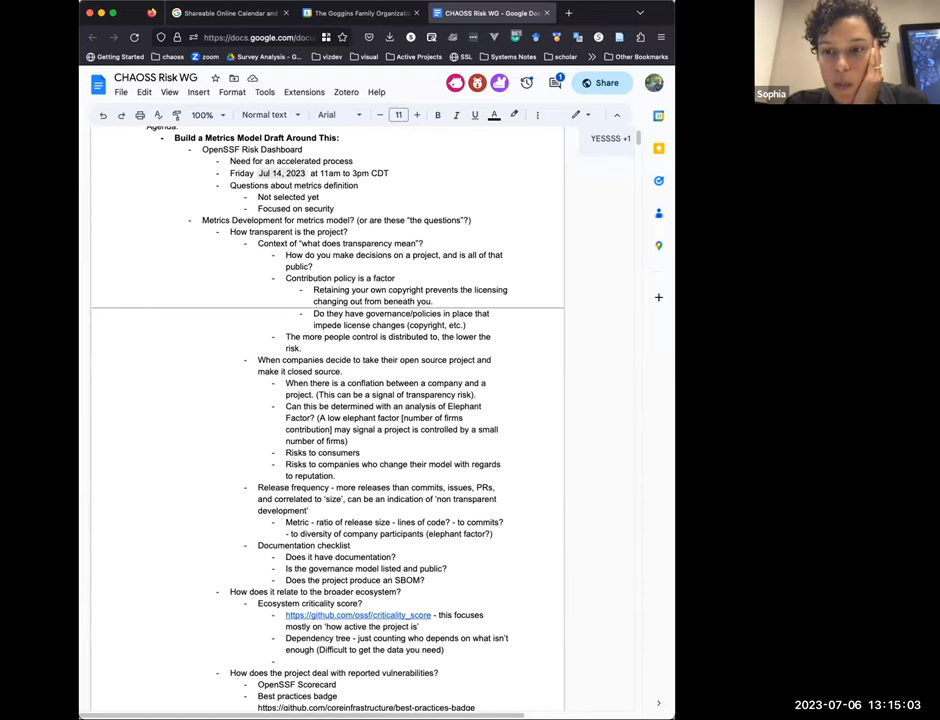 Shareable Online Calendar and
The Goggins Family Organizati
CHAOSS Risk WG - Google Do
https://docs.google.com/docu
Getting Started
chaoss
zoom
Survey Analysis - G...
vizdev
visual
Active Projects
SSL
Systems Notes
scholar
Other Bookmarks
CHAOSS Risk WG
File Edit View Insert Format Tools Extensions Zotero Help
1
Share
100%
Normal text
Arial
11
B I U A
Agenda:
YESSSS +1
- Build a Metrics Model Draft Around This:
- OpenSSF Risk Dashboard
- Need for an accelerated process
- Friday Jul 14, 2023 at 11am to 3pm CDT
- Questions about metrics definition
- Not selected yet
- Focused on security
- Metrics Development for metrics model? (or are these “the questions”?)
- How transparent is the project?
- Context of “what does transparency mean”?
- How do you make decisions on a project, and is all of that
public?
- Contribution policy is a factor
- Retaining your own copyright prevents the licensing
changing out from beneath you.
- Do they have governance/policies in place that
impede license changes (copyright, etc.)
- The more people control is distributed to, the lower the
risk.
- When companies decide to take their open source project and
make it closed source.
- When there is a conflation between a company and a
project. (This can be a signal of transparency risk).
- Can this be determined with an analysis of Elephant
Factor? (A low elephant factor [number of firms
contribution] may signal a project is controlled by a small
number of firms)
- Risks to consumers
- Risks to companies who change their model with regards
to reputation.
- Release frequency - more releases than commits, issues, PRs,
and correlated to ‘size’, can be an indication of ‘non transparent
development’
- Metric - ratio of release size - lines of code? - to commits?
- to diversity of company participants (elephant factor?)
- Documentation checklist
- Does it have documentation?
- Is the governance model listed and public?
- Does the project produce an SBOM?
- How does it relate to the broader ecosystem?
- Ecosystem criticality score?
- https://github.com/ossf/criticality_score - this focuses
mostly on ‘how active the project is’
- Dependency tree - just counting who depends on what isn’t
enough (Difficult to get the data you need)
-
- How does the project deal with reported vulnerabilities?
- OpenSSF Scorecard
- Best practices badge
https://github.com/coreinfrastructure/best-practices-badge
Sophia
2023-07-06 13:15:03